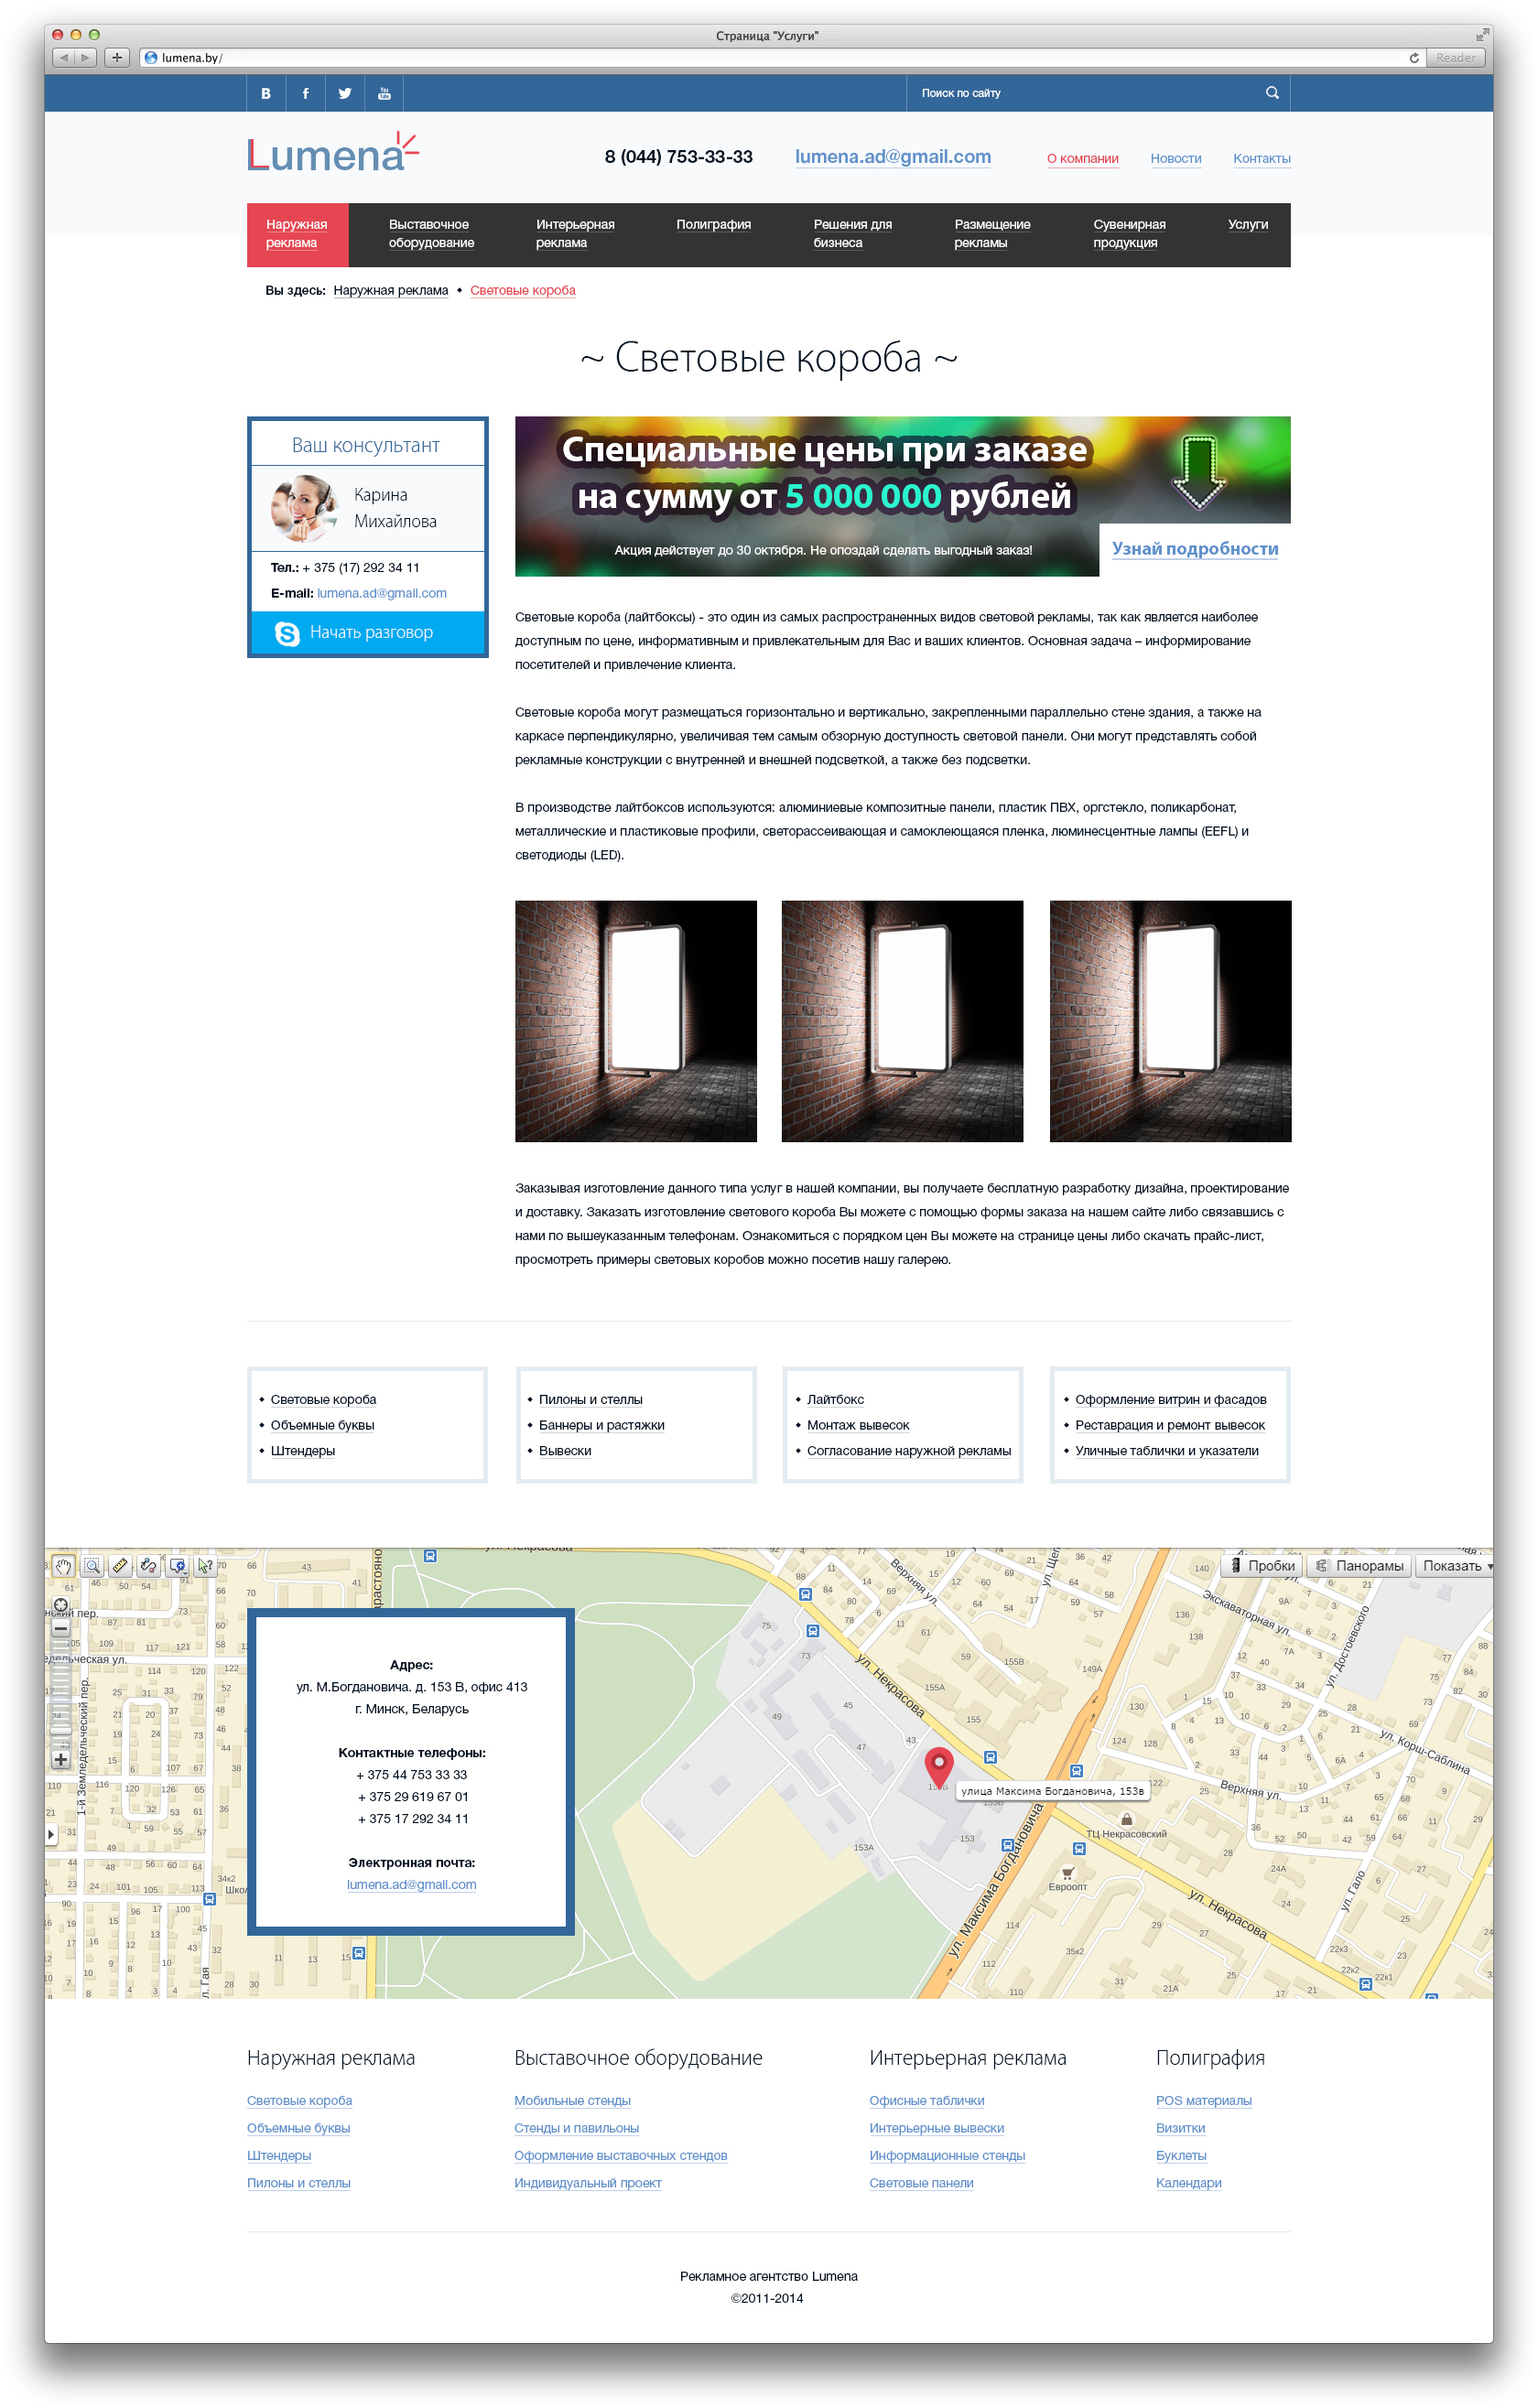 Страница "Услуги"
lumena.by/
Reader
Поиск по сайту
Lumena
8 (044) 753-33-33
lumena.ad@gmail.com
О компании
Новости
Контакты
Наружная
реклама
Выставочное
оборудование
Интерьерная
реклама
Полиграфия
Решения для
бизнеса
Размещение
рекламы
Сувенирная
продукция
Услуги
Вы здесь: Наружная реклама • Световые короба
~ Световые короба ~
Ваш консультант
Карина
Михайлова
Тел.: + 375 (17) 292 34 11
E-mail: lumena.ad@gmail.com
Начать разговор
Специальные цены при заказе
на сумму от 5 000 000 рублей
Акция действует до 30 октября. Не опоздай сделать выгодный заказ!
Узнай подробности
Световые короба (лайтбоксы) - это один из самых распространенных видов световой рекламы, так как является наиболее
доступным по цене, информативным и привлекательным для Вас и ваших клиентов. Основная задача – информирование
посетителей и привлечение клиента.
Световые короба могут размещаться горизонтально и вертикально, закрепленными параллельно стене здания, а также на
каркасе перпендикулярно, увеличивая тем самым обзорную доступность световой панели. Они могут представлять собой
рекламные конструкции с внутренней и внешней подсветкой, а также без подсветки.
В производстве лайтбоксов используются: алюминиевые композитные панели, пластик ПВХ, оргстекло, поликарбонат,
металлические и пластиковые профили, светорассеивающая и самоклеющаяся пленка, люминесцентные лампы (EEFL) и
светодиоды (LED).
Заказывая изготовление данного типа услуг в нашей компании, вы получаете бесплатную разработку дизайна, проектирование
и доставку. Заказать изготовление светового короба Вы можете с помощью формы заказа на нашем сайте либо связавшись с
нами по вышеуказанным телефонам. Ознакомиться с порядком цен Вы можете на странице цены либо скачать прайс-лист,
просмотреть примеры световых коробов можно посетив нашу галерею.
• Световые короба
• Объемные буквы
• Штендеры
• Пилоны и стеллы
• Баннеры и растяжки
• Вывески
• Лайтбокс
• Монтаж вывесок
• Согласование наружной рекламы
• Оформление витрин и фасадов
• Реставрация и ремонт вывесок
• Уличные таблички и указатели
Пробки
Панорамы
Показать
Адрес:
ул. М.Богдановича. д. 153 В, офис 413
г. Минск, Беларусь
Контактные телефоны:
+ 375 44 753 33 33
+ 375 29 619 67 01
+ 375 17 292 34 11
Электронная почта:
lumena.ad@gmail.com
1-й Земледельческий пер.
Верхняя ул.
Экскаваторная ул.
ул. Достоевского
ул. Некрасова
ул. Корш-Саблина
Верхняя ул.
улица Максима Богдановича, 153в
ТЦ Некрасовский
Евроопт
ул. Максима Богдановича
ул. Некрасова
ул. Гало
Наружная реклама
Световые короба
Объемные буквы
Штендеры
Пилоны и стеллы
Выставочное оборудование
Мобильные стенды
Стенды и павильоны
Оформление выставочных стендов
Индивидуальный проект
Интерьерная реклама
Офисные таблички
Интерьерные вывески
Информационные стенды
Световые панели
Полиграфия
POS материалы
Визитки
Буклеты
Календари
Рекламное агентство Lumena
©2011-2014